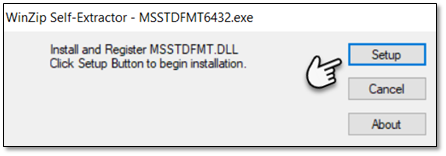 WinZip Self-Extractor - MSSTDFMT6432.exe
Install and Register MSSTDFMT.DLL
Click Setup Button to begin installation.
Setup
Cancel
About